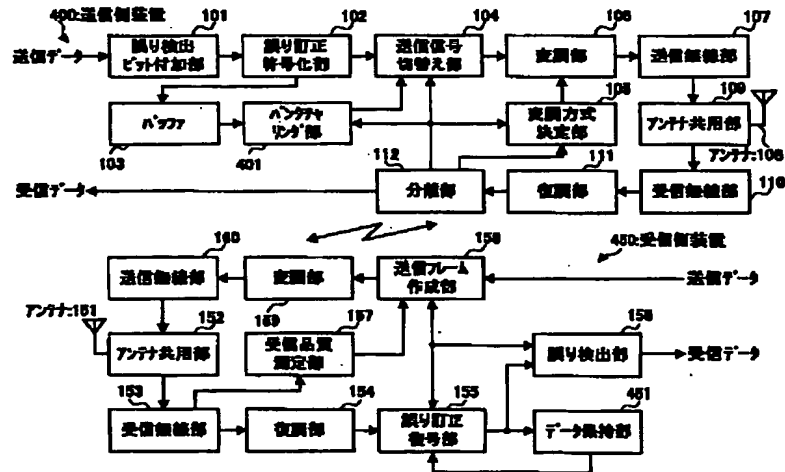 400:送信側装置
101
102
104
106
107
送信データ
誤り検出
ビット付加部
誤り訂正
符号化部
送信信号
切替え部
変調部
送信無線部
バッファ
パンクチャ
リング部
変調方式
決定部
アンテナ共用部
103
401
105
109
アンテナ:108
受信データ
112
分離部
111
復調部
受信無線部
110
160
送信無線部
変調部
159
158
送信フレーム
作成部
450:受信側装置
送信データ
アンテナ:151
152
アンテナ共用部
157
受信品質
測定部
156
誤り検出部
受信データ
153
受信無線部
154
復調部
155
誤り訂正
復号部
451
データ保持部